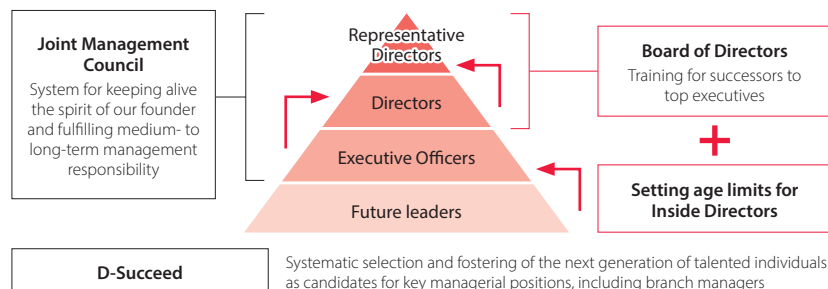 Joint Management
Council
System for keeping alive
the spirit of our founder
and fulfilling medium- to
long-term management
responsibility
Representative
Directors
Directors
Executive Officers
Future leaders
Board of Directors
Training for successors to
top executives
+
Setting age limits for
Inside Directors
D-Succeed
Systematic selection and fostering of the next generation of talented individuals
as candidates for key managerial positions, including branch managers